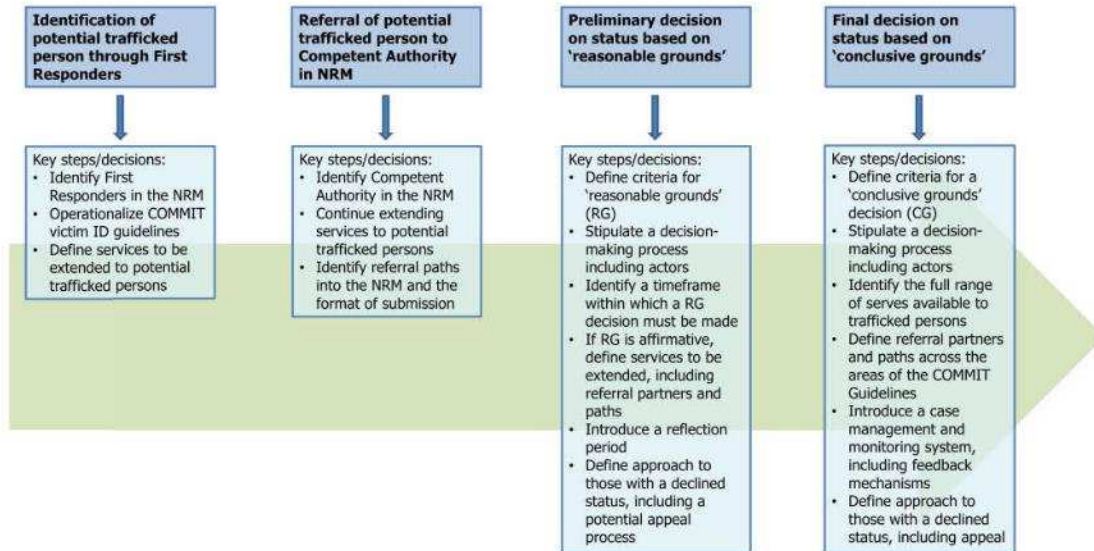 Identification of
potential trafficked
person through First
Responders
Key steps/decisions:
• Identify First
Responders in the NRM
• Operationalize COMMIT
victim ID guidelines
• Define services to be
extended to potential
trafficked persons
Referral of potential
trafficked person to
Competent Authority
in NRM
Key steps/decisions:
• Identify Competent
Authority in the NRM
• Continue extending
services to potential
trafficked persons
• Identify referral paths
into the NRM and the
format of submission
Preliminary decision
on status based on
‘reasonable grounds’
Key steps/decisions:
• Define criteria for
‘reasonable grounds’
(RG)
• Stipulate a decision-
making process
including actors
• Identify a timeframe
within which a RG
decision must be made
• If RG is affirmative,
define services to be
extended, including
referral partners and
paths
• Introduce a reflection
period
• Define approach to
those with a declined
status, including a
potential appeal
process
Final decision on
status based on
‘conclusive grounds’
Key steps/decisions:
• Define criteria for a
‘conclusive grounds’
decision (CG)
• Stipulate a decision-
making process
including actors
• Identify the full range
of serves available to
trafficked persons
• Define referral partners
and paths across the
areas of the COMMIT
Guidelines
• Introduce a case
management and
monitoring system,
including feedback
mechanisms
• Define approach to
those with a declined
status, including appeal